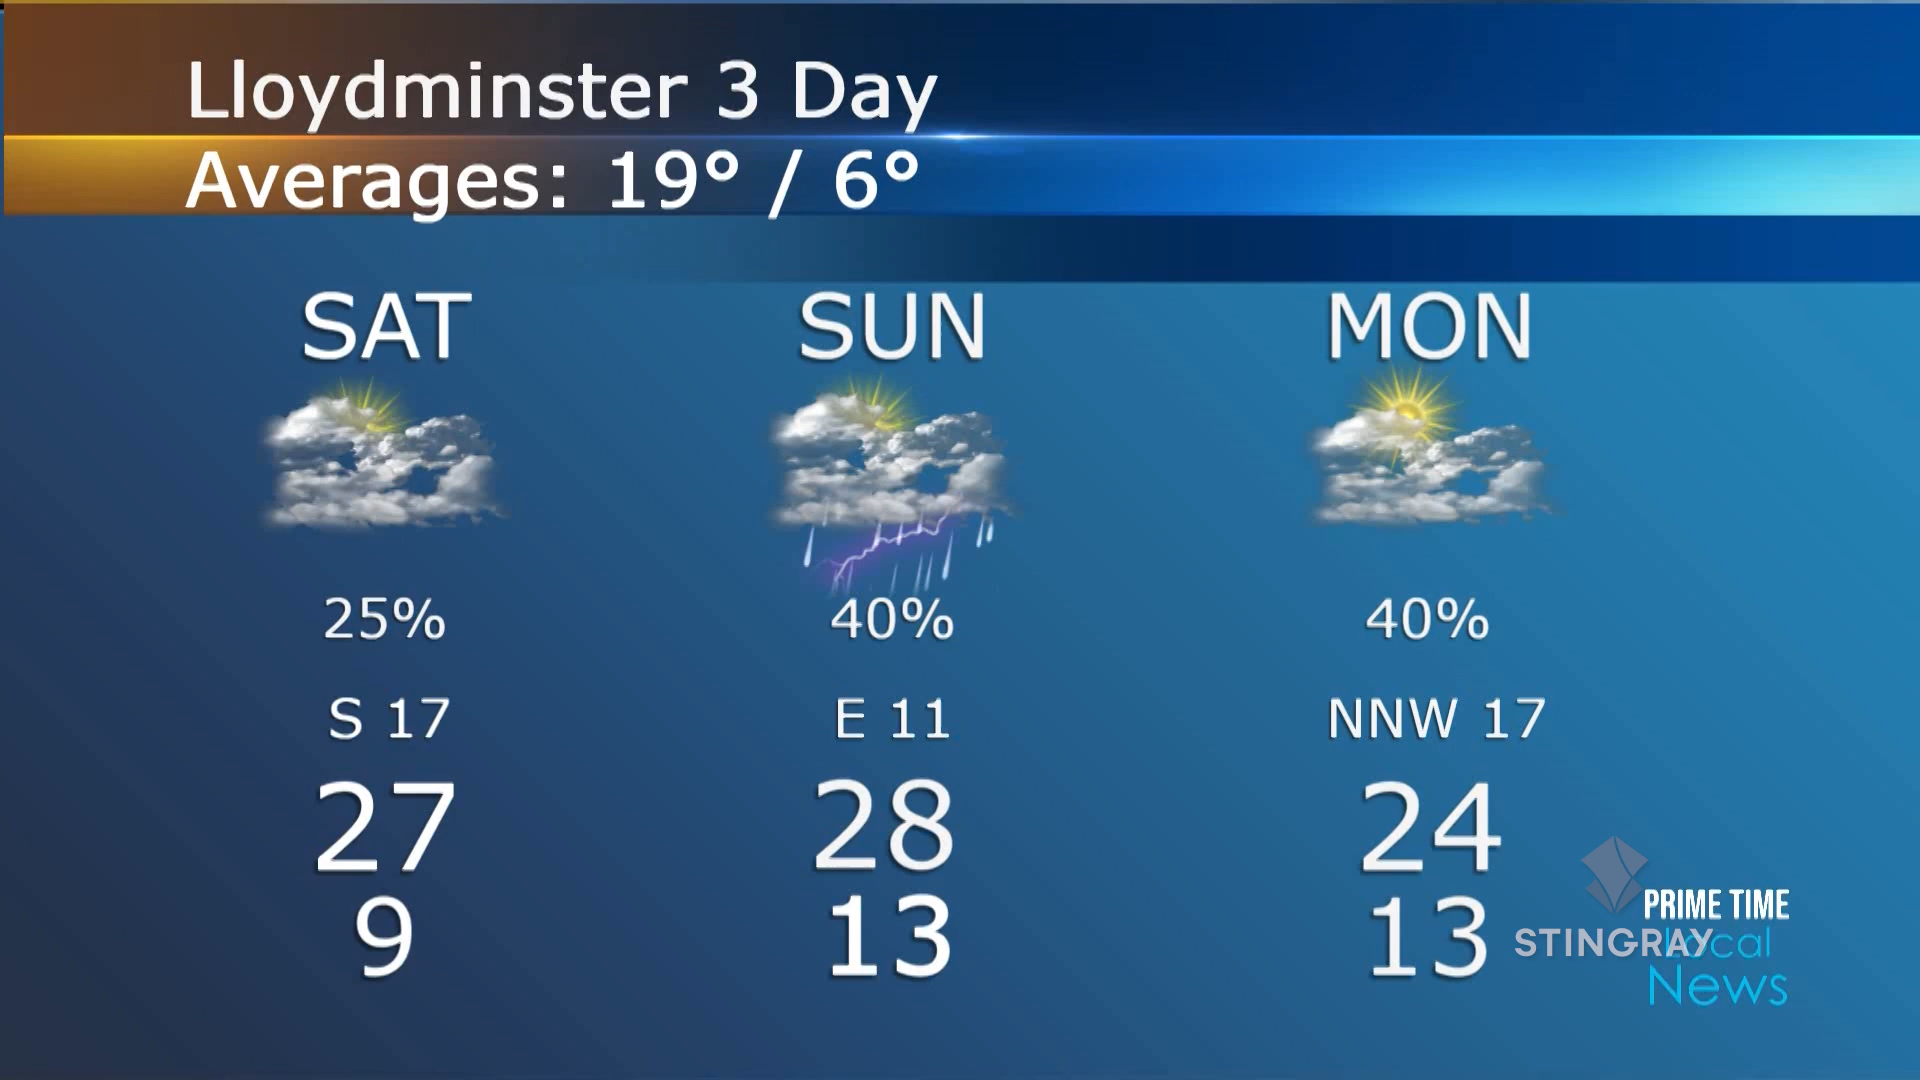 Lloydminster 3 Day
Averages: 19° / 6°
SAT SUN MON
25% 40% 40%
S 17 E 11 NNW 17
27 28 24
9 13 13
PRIME TIME
STINGRAY
Local
News